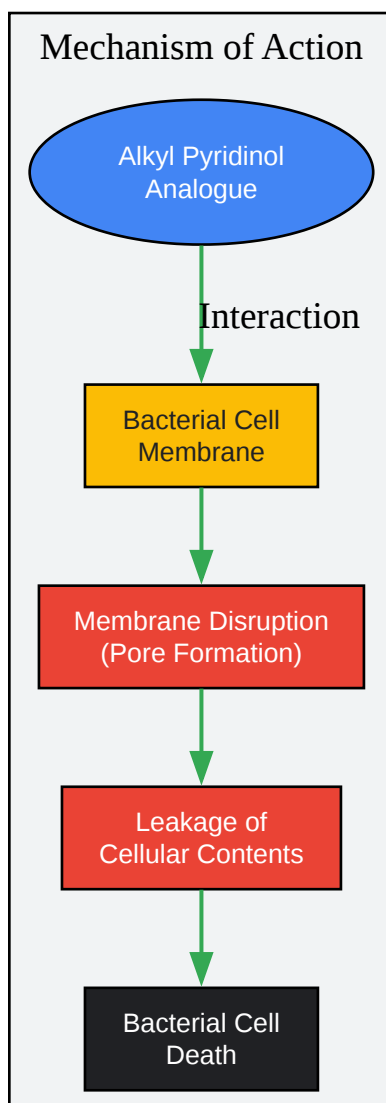 Mechanism of Action
Alkyl Pyridinol
Analogue
Interaction
Bacterial Cell
Membrane
Membrane Disruption
(Pore Formation)
Leakage of
Cellular Contents
Bacterial Cell
Death